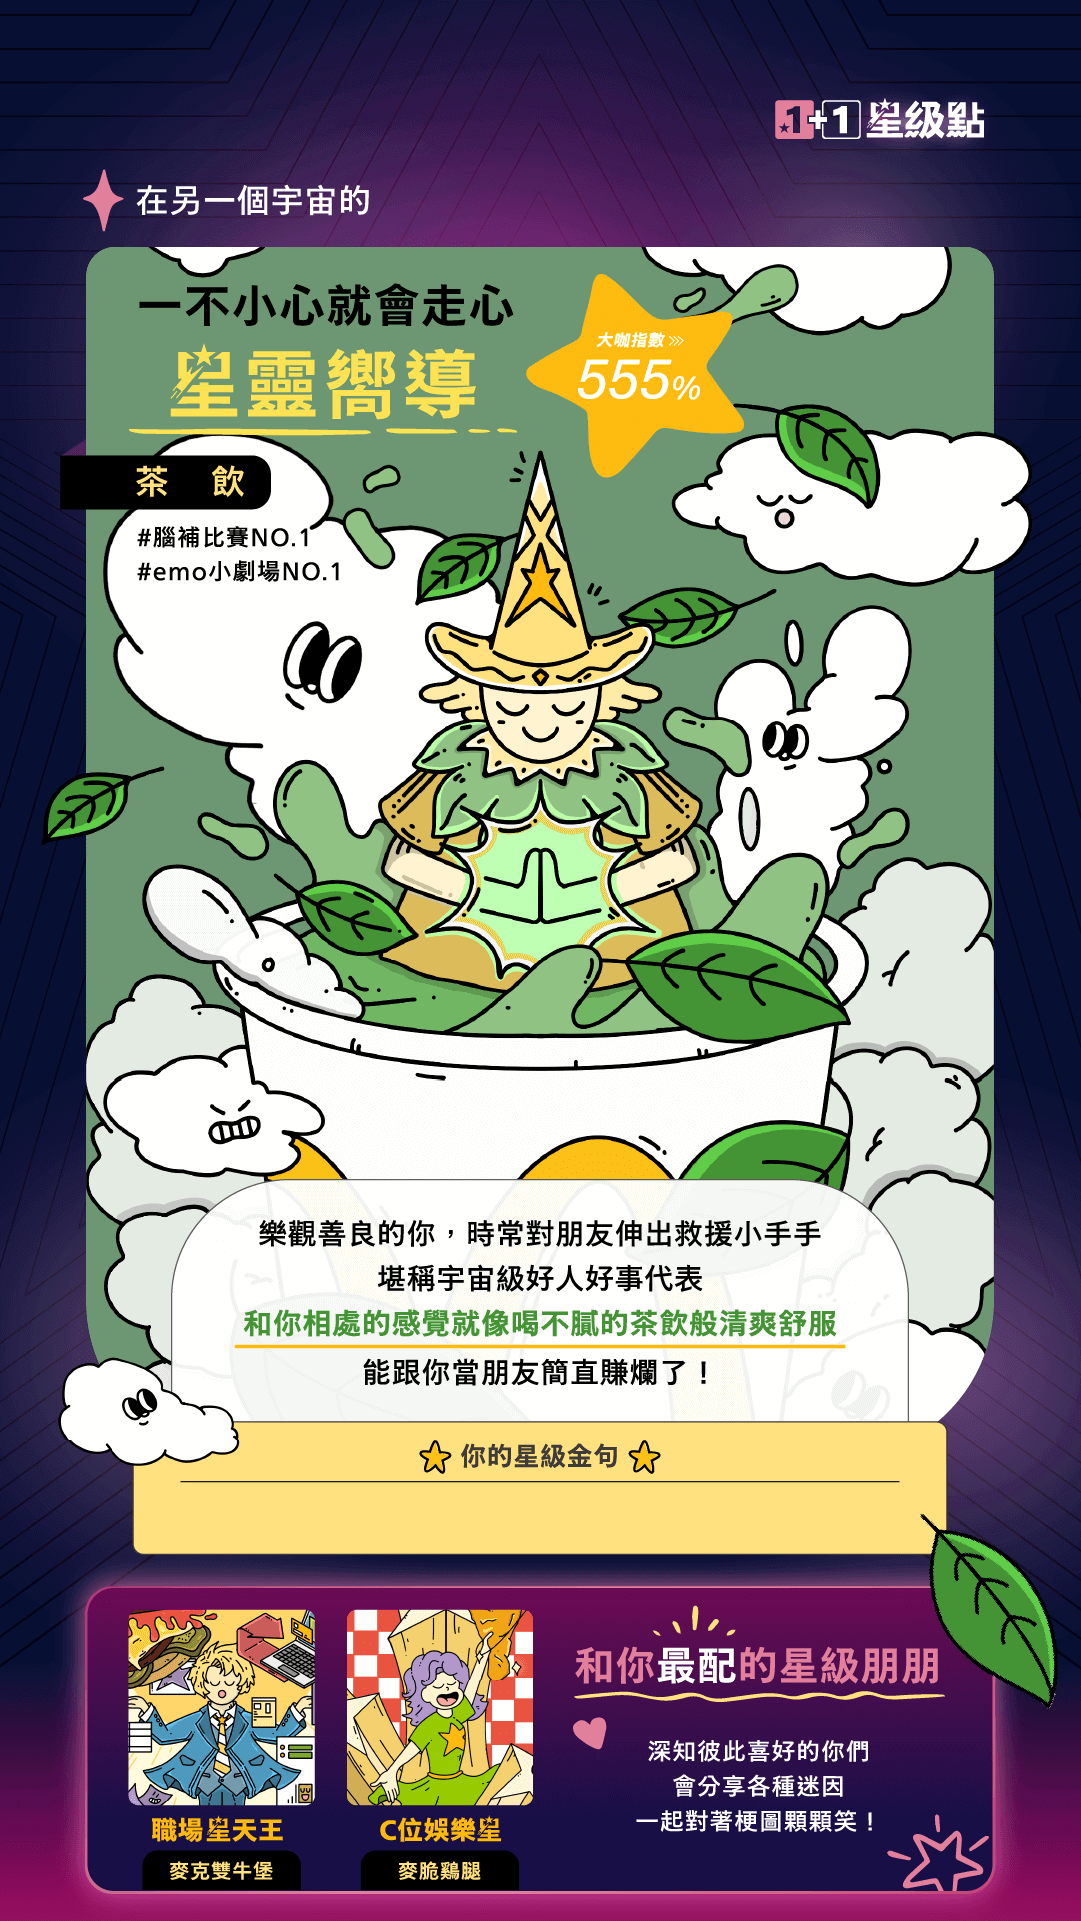 1+1星級點
在另一個宇宙的
一不小心就會走心
大咖指數
555%
星靈嚮導
茶 飲
#腦補比賽NO.1
#emo小劇場NO.1
樂觀善良的你，時常對朋友伸出救援小手手
堪稱宇宙級好人好事代表
和你相處的感覺就像喝不膩的茶飲般清爽舒服
能跟你當朋友簡直賺爛了！
你的星級金句
和你最配的星級朋朋
深知彼此喜好的你們
會分享各種迷因
一起對著梗圖顆顆笑！
職場星天王
麥克雙牛堡
C位娛樂星
麥脆鷄腿